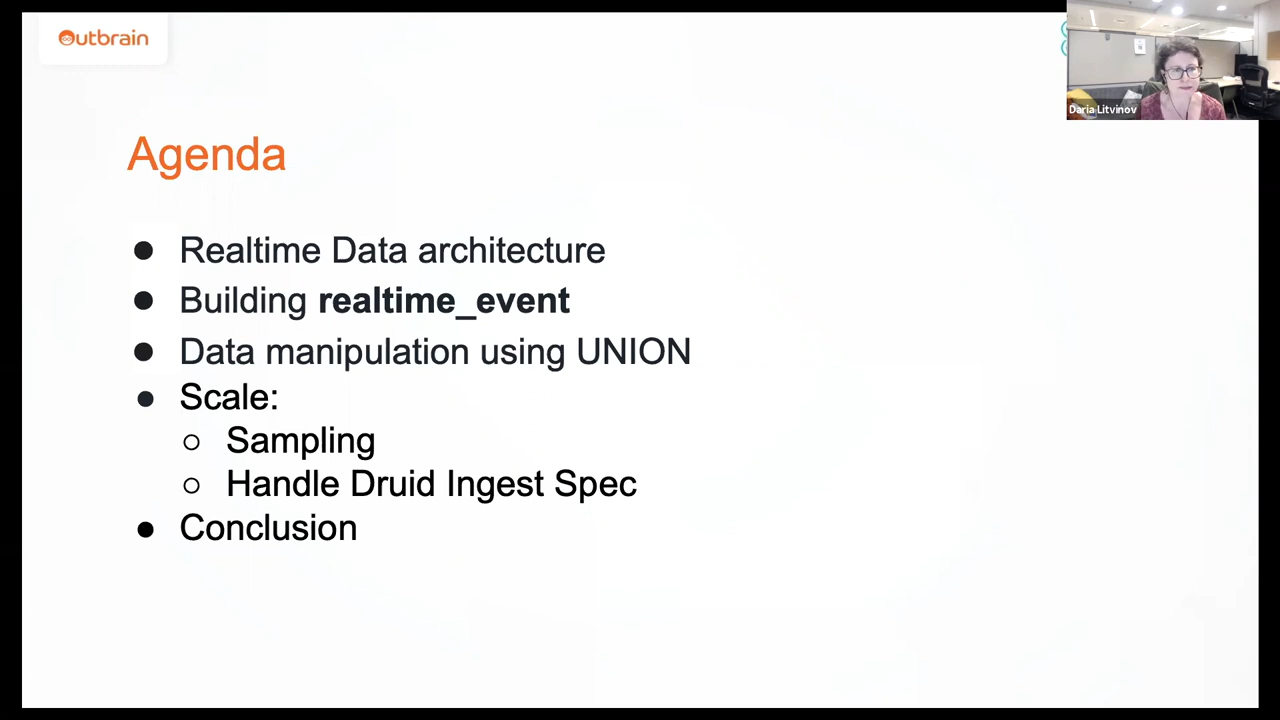 Outbrain
Daria Litvinov
Agenda
● Realtime Data architecture
● Building realtime_event
● Data manipulation using UNION
● Scale:
○ Sampling
○ Handle Druid Ingest Spec
● Conclusion